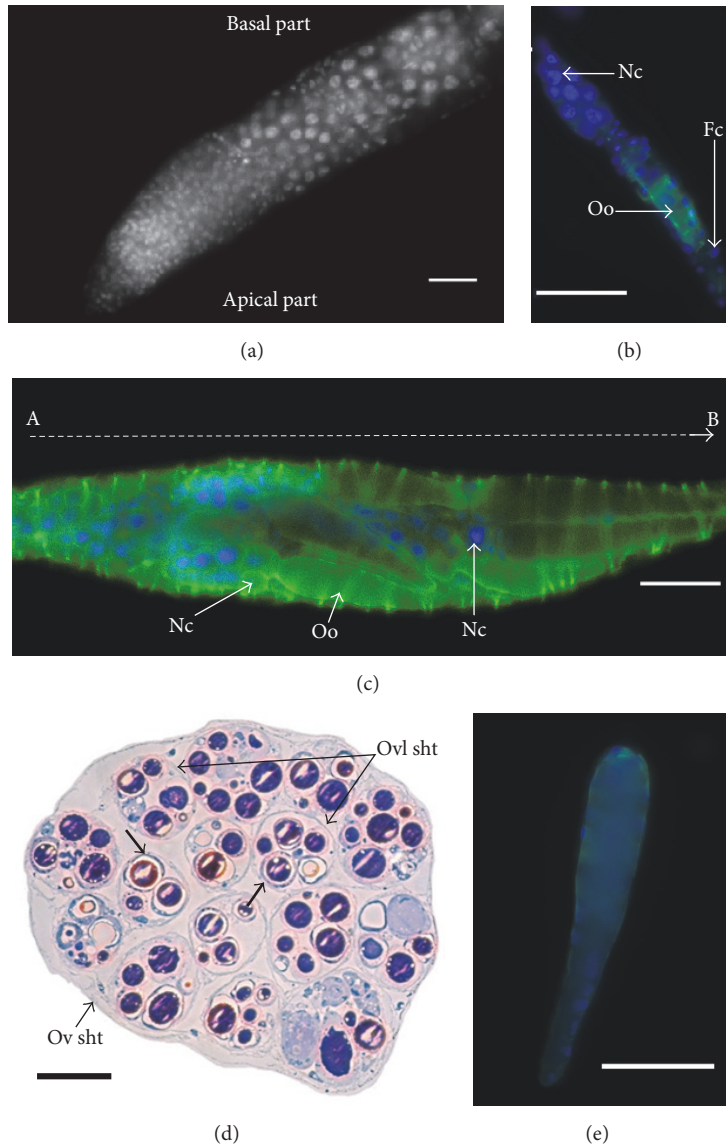 Basal part
Apical part
(a)
Nc
Fc
Oo
(b)
A
B
Nc
Oo
Nc
(c)
Ovl sht
Ov sht
(d)
(e)